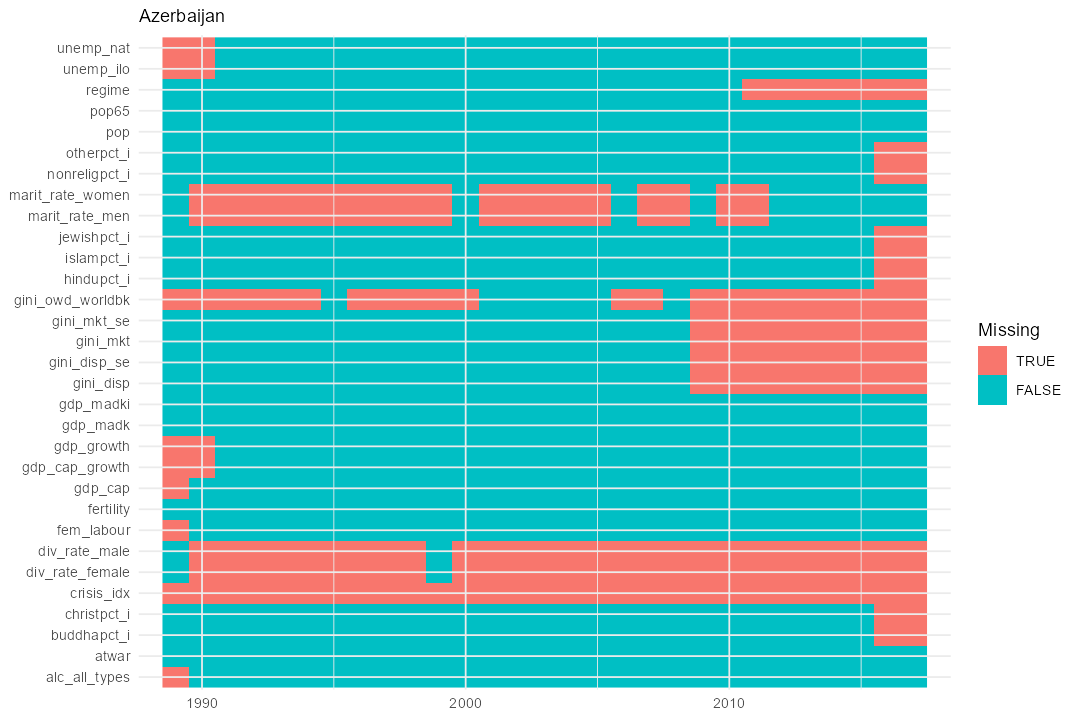 Azerbaijan
unemp_nat
unemp_ilo
regime
pop65
pop
otherpct_i
nonreligpct_i
marit_rate_women
marit_rate_men
jewishpct_i
islampct_i
hindupct_i
gini_owd_worldbk
gini_mkt_se
gini_mkt
gini_disp_se
gini_disp
gdp_madki
gdp_madk
gdp_growth
gdp_cap_growth
gdp_cap
fertility
fem_labour
div_rate_male
div_rate_female
crisis_idx
christpct_i
buddhapct_i
atwar
alc_all_types
1990 2000 2010
Missing
TRUE
FALSE